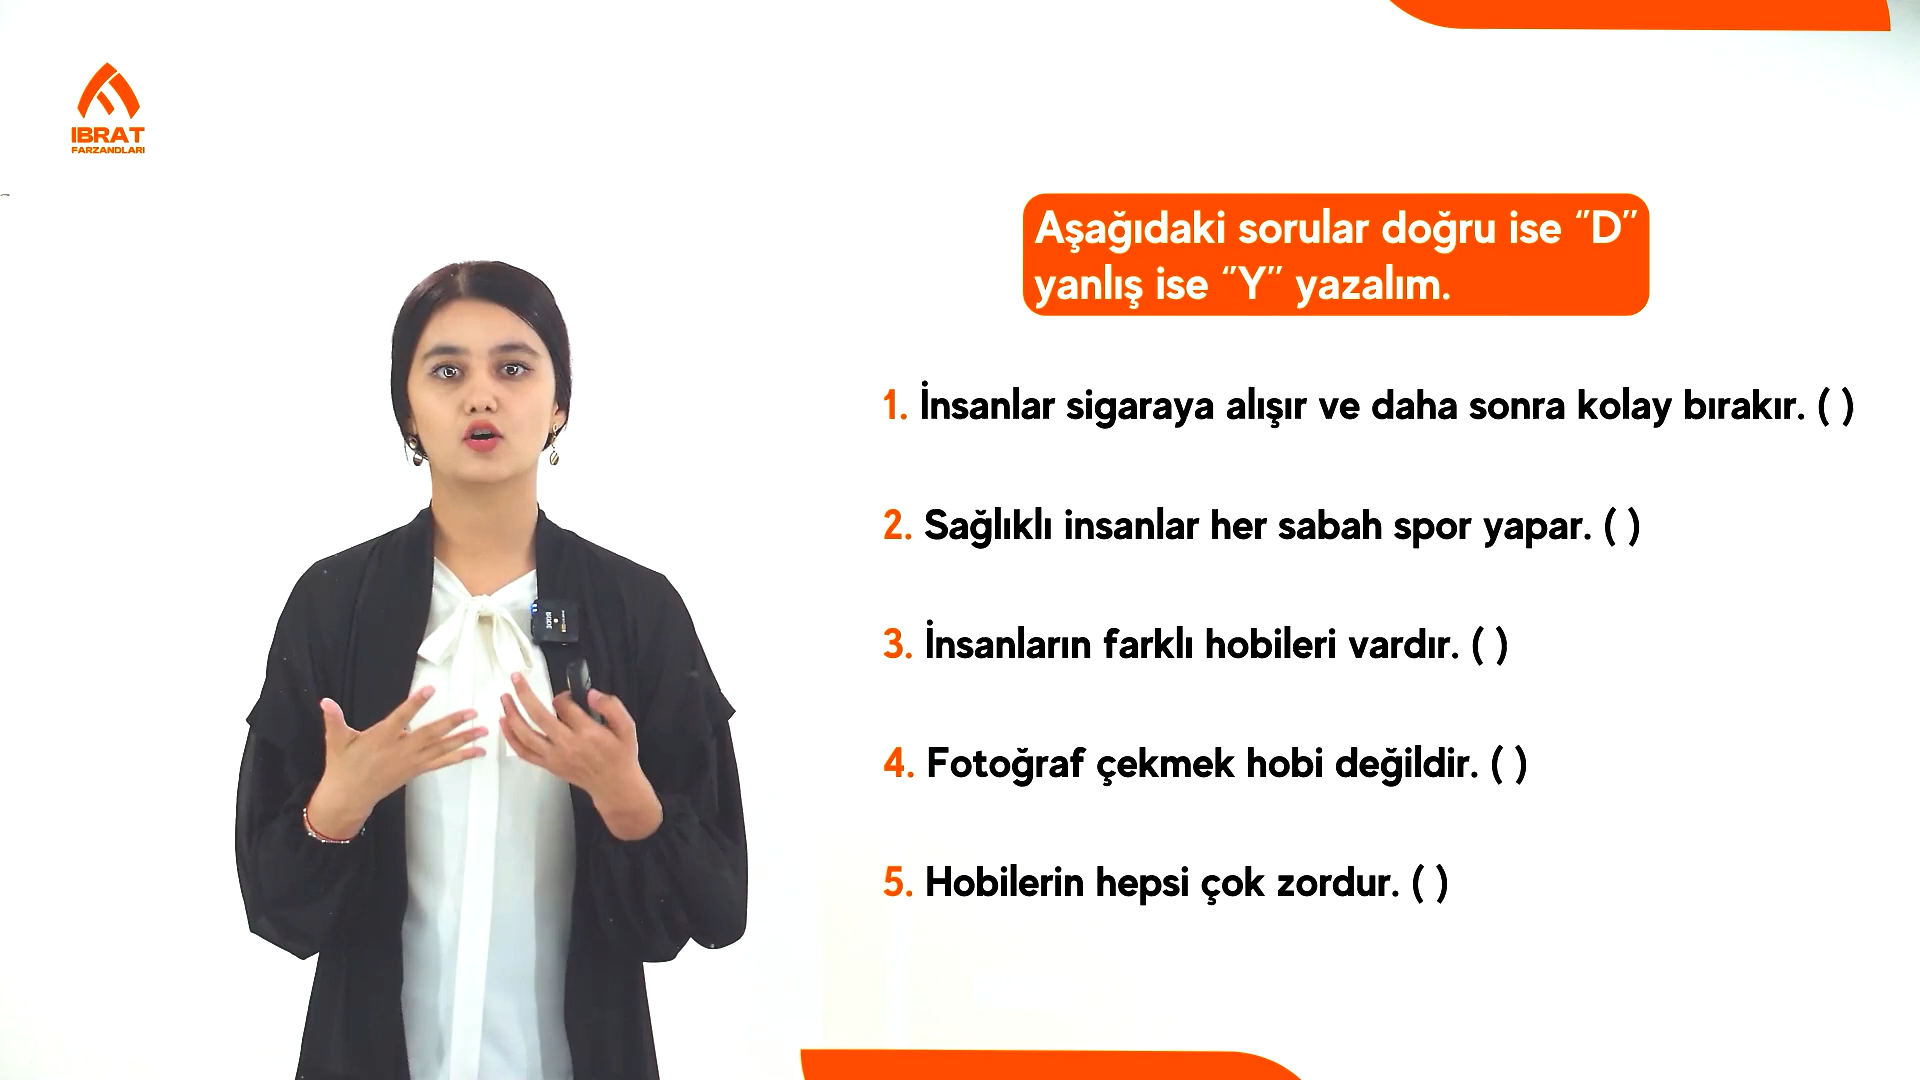 IBRAT
FARZANDLARI
Aşağıdaki sorular doğru ise “D”
yanlış ise “Y” yazalım.
1. İnsanlar sigaraya alışır ve daha sonra kolay bırakır. ( )
2. Sağlıklı insanlar her sabah spor yapar. ( )
3. İnsanların farklı hobileri vardır. ( )
4. Fotoğraf çekmek hobi değildir. ( )
5. Hobilerin hepsi çok zordur. ( )